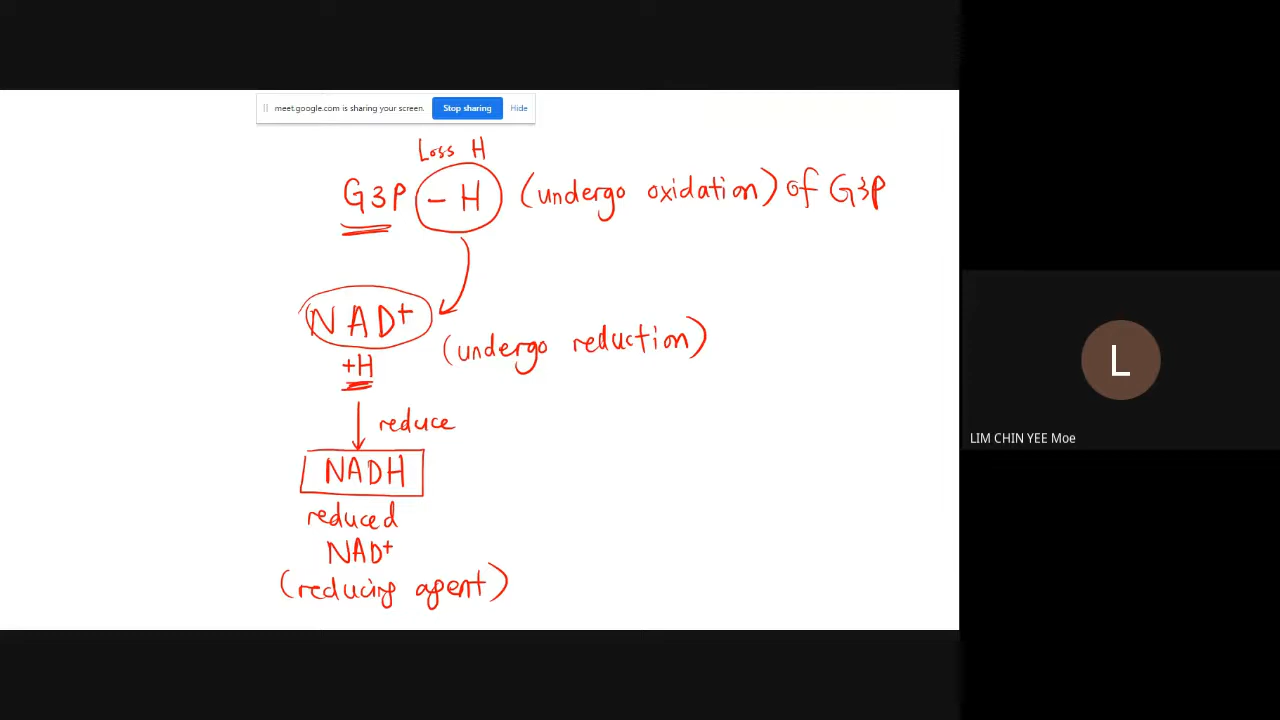 meet.google.com is sharing your screen. Stop sharing Hide
Loss H
G3P - H (undergo oxidation) of G3P
NAD+
+H
(undergo reduction)
reduce
NADH
reduced
NAD+
(reducing agent)
L
LIM CHIN YEE Moe